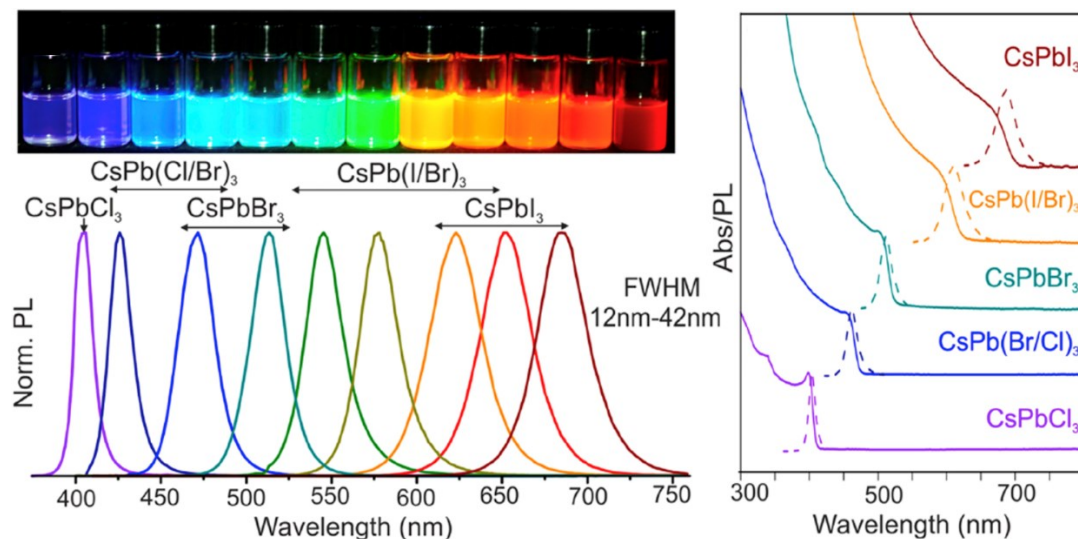 CsPb(Cl/Br)₃
CsPb(I/Br)₃
CsPbCl₃
CsPbBr₃
CsPbI₃
FWHM
12nm-42nm
Norm. PL
400 450 500 550 600 650 700 750
Wavelength (nm)
CsPbI₃
CsPb(I/Br)₃
CsPbBr₃
CsPb(Br/Cl)₃
CsPbCl₃
Abs/PL
300 500 700
Wavelength (nm)